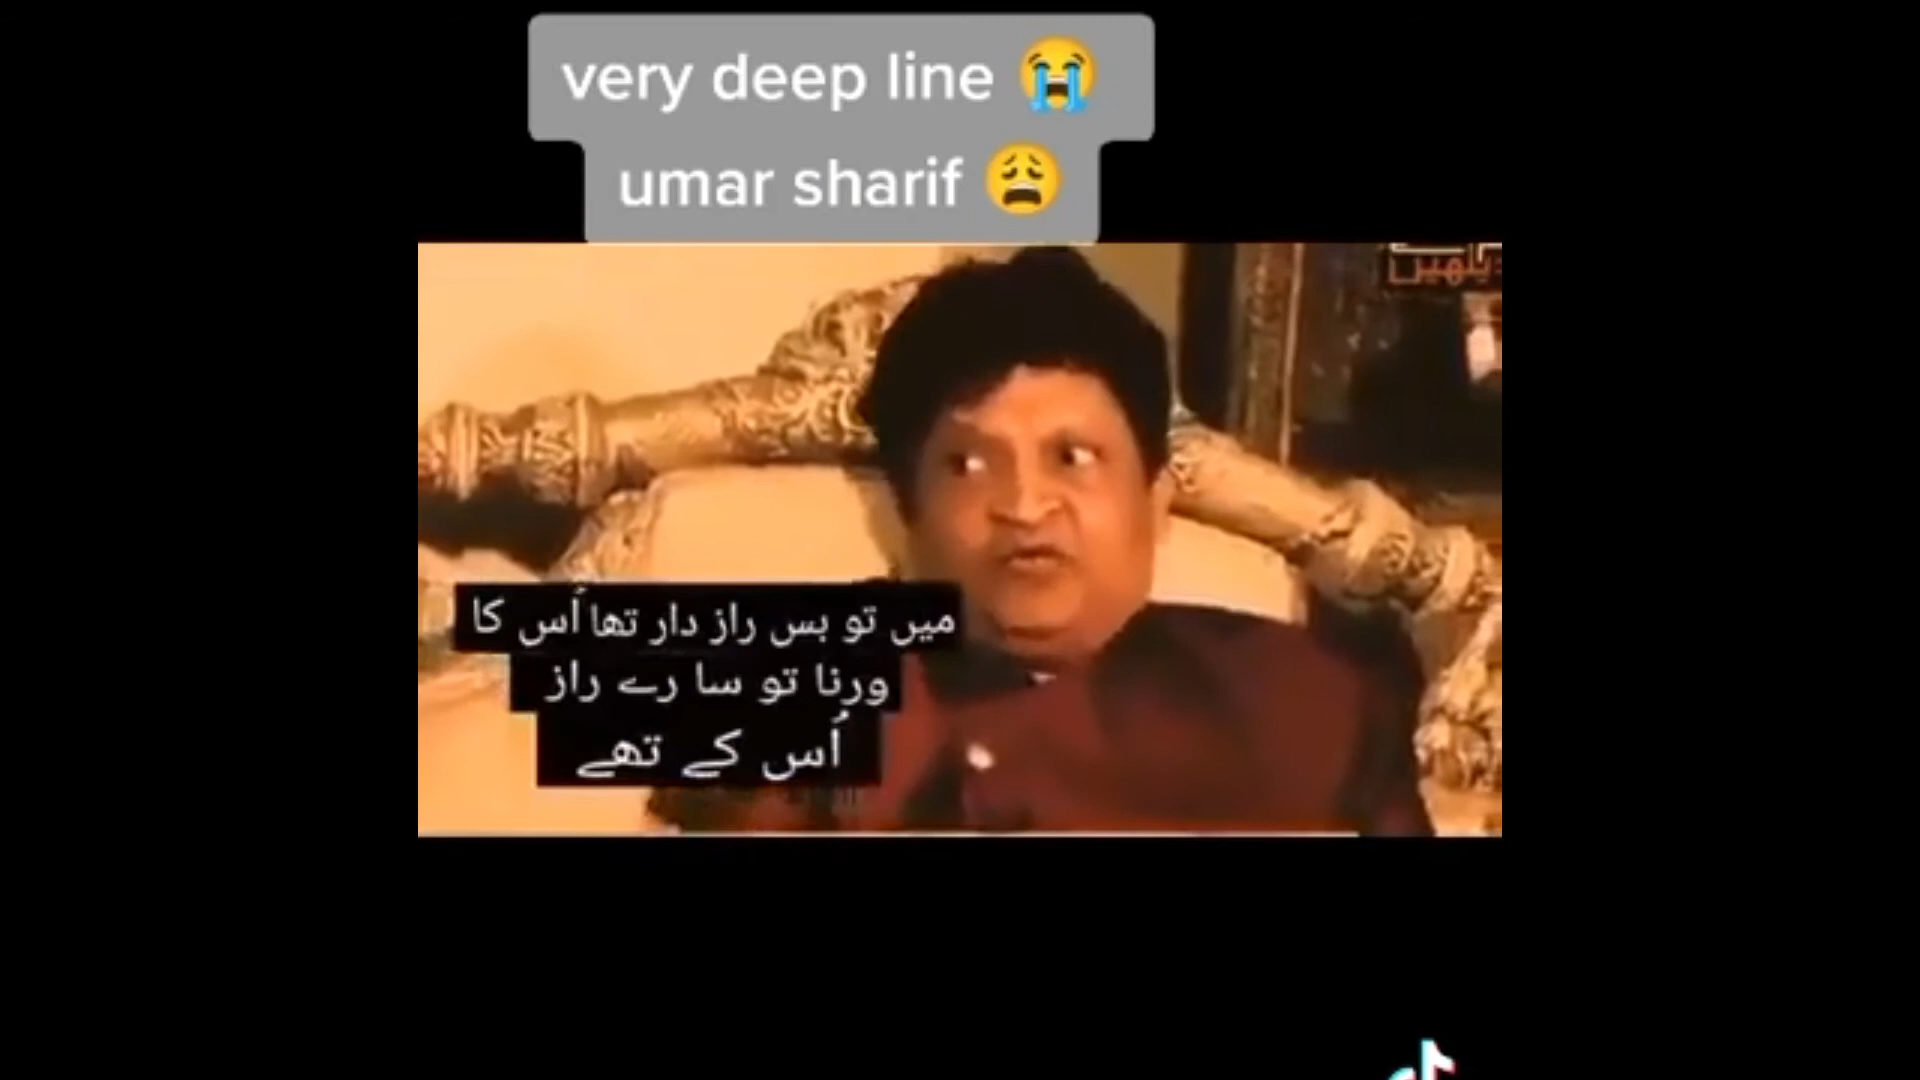 very deep line 😭
umar sharif 😩
دیکھیں
میں تو بس راز دار تھا اُس کا
ورنا تو سا رے راز
اُس کے تھے